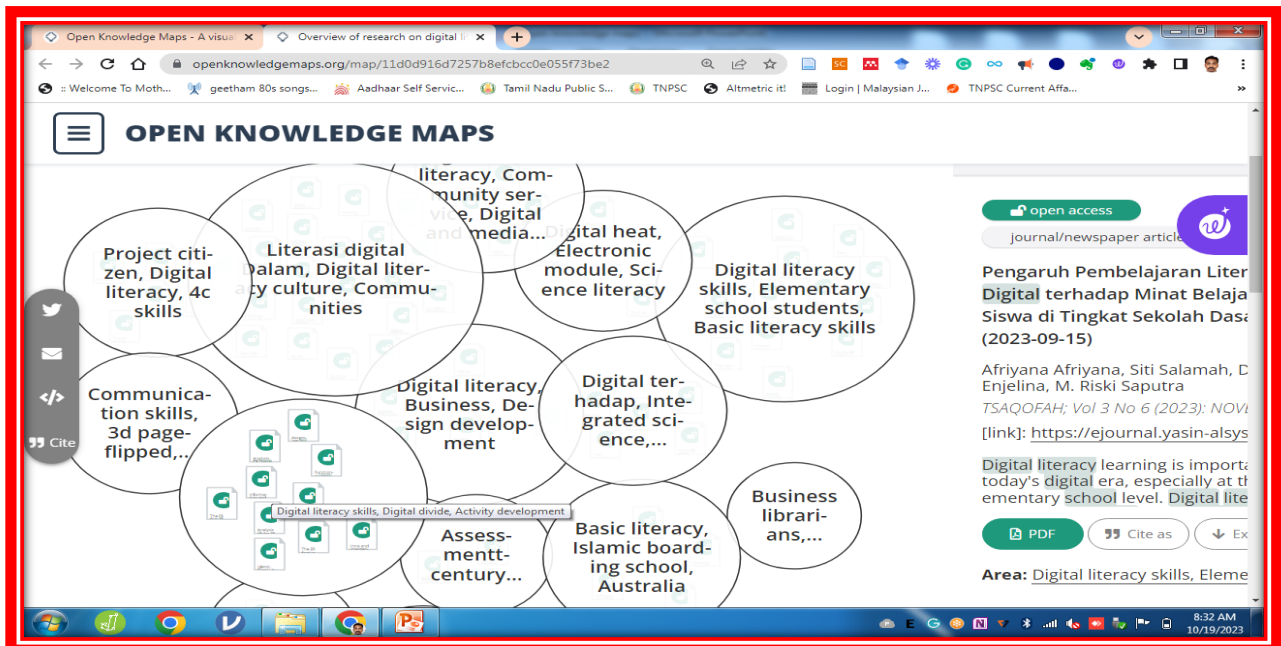 Open Knowledge Maps - A visua
Overview of research on digital li
openknowledgemaps.org/map/11d0d916d7257b8efcbcc0e055f73be2
:: Welcome To Moth...
geetham 80s songs...
Aadhaar Self Servic...
Tamil Nadu Public S...
TNPSC
Altmetric it!
Login | Malaysian J...
TNPSC Current Affa...
OPEN KNOWLEDGE MAPS
literacy, Com-
munity ser-
vice, Digital
and media...
Project citi-
zen, Digital
literacy, 4c
skills
Literasi digital
Dalam, Digital liter-
acy culture, Commu-
nities
Digital heat,
Electronic
module, Sci-
ence literacy
Digital literacy
skills, Elementary
school students,
Basic literacy skills
Communica-
tion skills,
3d page-
flipped,..
Digital literacy,
Business, De-
sign develop-
ment
Digital ter-
hadap, Inte-
grated sci-
ence,...
Digital literacy skills, Digital divide, Activity development
Assess-
mentt-
century...
Basic literacy,
Islamic board-
ing school,
Australia
Business
librari-
ans,...
</> 
Cite
open access
journal/newspaper article
Pengaruh Pembelajaran Liter
Digital terhadap Minat Belaja
Siswa di Tingkat Sekolah Dasa
(2023-09-15)
Afriyana Afriyana, Siti Salamah, D
Enjelina, M. Riski Saputra
TSAQOFAH; Vol 3 No 6 (2023): NOVE
[link]: https://ejournal.yasin-alsys
Digital literacy learning is importa
today's digital era, especially at th
ementary school level. Digital lite
PDF
Cite as
Ex
Area: Digital literacy skills, Eleme
8:32 AM
10/19/2023